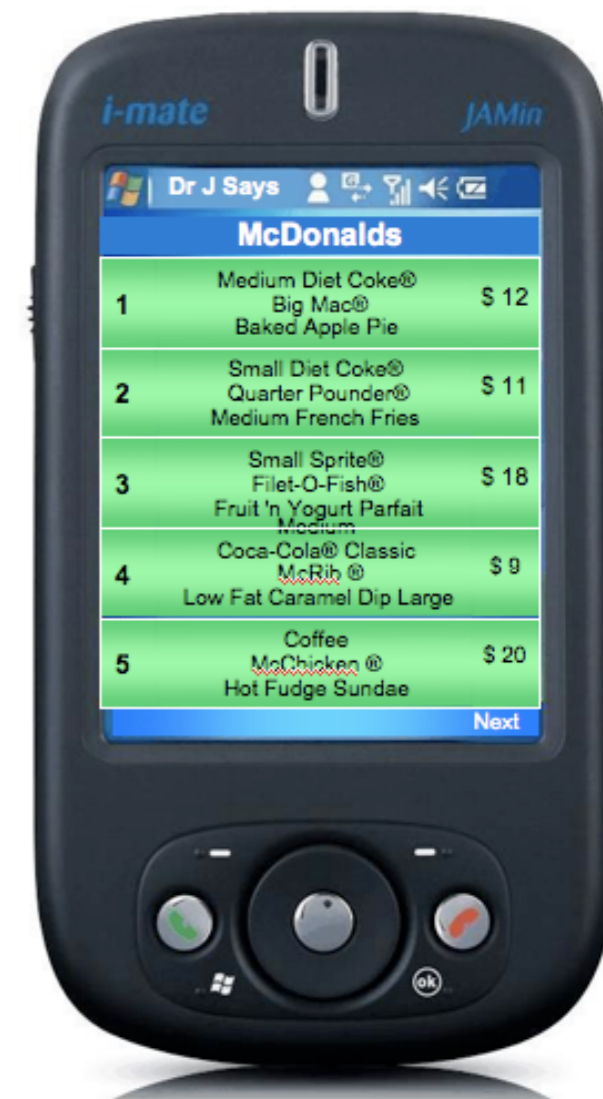 i-mate
JAMin
Dr J Says
McDonalds
1
Medium Diet Coke®
Big Mac®
Baked Apple Pie
$ 12
2
Small Diet Coke®
Quarter Pounder®
Medium French Fries
$ 11
3
Small Sprite®
Filet-O-Fish®
Fruit 'n Yogurt Parfait
$ 18
4
Medium
Coca-Cola® Classic
McRib ®
Low Fat Caramel Dip Large
$ 9
5
Coffee
McChicken ®
Hot Fudge Sundae
$ 20
Next
ok